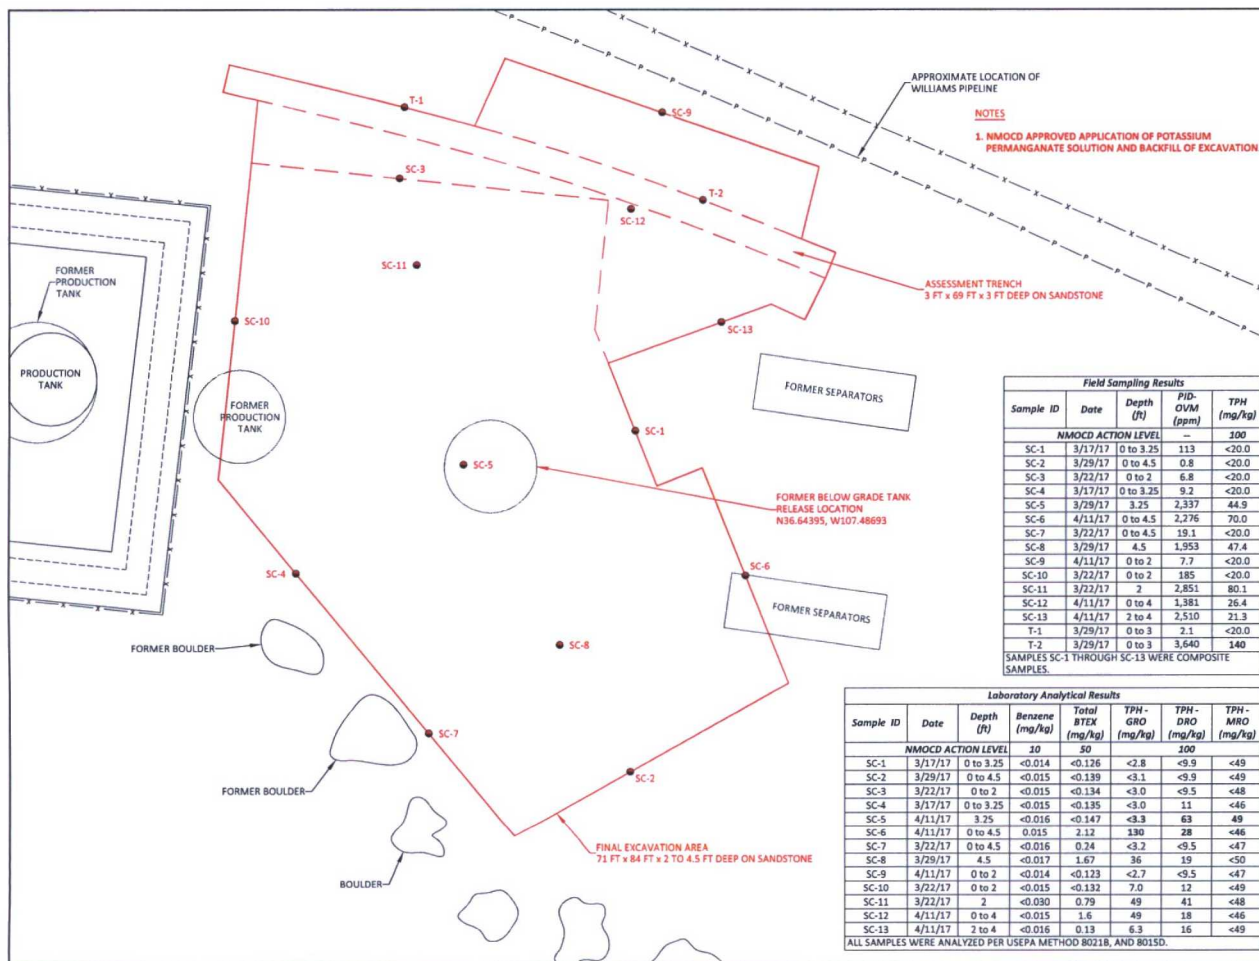 APPROXIMATE LOCATION OF
WILLIAMS PIPELINE
NOTES
1. NMOCD APPROVED APPLICATION OF POTASSIUM
PERMANGANATE SOLUTION AND BACKFILL OF EXCAVATION
T-1
SC-9
SC-3
T-2
SC-12
SC-11
FORMER
PRODUCTION
TANK
ASSESSMENT TRENCH
3 FT x 69 FT x 3 FT DEEP ON SANDSTONE
SC-10
SC-13
PRODUCTION
TANK
FORMER
PRODUCTION
TANK
FORMER SEPARATORS
SC-1
SC-5
FORMER BELOW GRADE TANK
RELEASE LOCATION
N36.64395, W107.48693
SC-4
SC-6
FORMER SEPARATORS
FORMER BOULDER
SC-8
SC-7
SC-2
FORMER BOULDER
FINAL EXCAVATION AREA
71 FT x 84 FT x 2 TO 4.5 FT DEEP ON SANDSTONE
BOULDER
Field Sampling Results
Sample ID Date Depth (ft) PID-OVM (ppm) TPH (mg/kg)
NMOCD ACTION LEVEL -- 100
SC-1 3/17/17 0 to 3.25 113 <20.0
SC-2 3/29/17 0 to 4.5 0.8 <20.0
SC-3 3/22/17 0 to 2 6.8 <20.0
SC-4 3/17/17 0 to 3.25 9.2 <20.0
SC-5 3/29/17 3.25 2,337 44.9
SC-6 4/11/17 0 to 4.5 2,276 70.0
SC-7 3/22/17 0 to 4.5 19.1 <20.0
SC-8 3/29/17 4.5 1,953 47.4
SC-9 4/11/17 0 to 2 7.7 <20.0
SC-10 3/22/17 0 to 2 185 <20.0
SC-11 3/22/17 2 2,851 80.1
SC-12 4/11/17 0 to 4 1,381 26.4
SC-13 4/11/17 2 to 4 2,510 21.3
T-1 3/29/17 0 to 3 2.1 <20.0
T-2 3/29/17 0 to 3 3,640 140
SAMPLES SC-1 THROUGH SC-13 WERE COMPOSITE
SAMPLES.
Laboratory Analytical Results
Sample ID Date Depth (ft) Benzene (mg/kg) Total BTEX (mg/kg) TPH - GRO (mg/kg) TPH - DRO (mg/kg) TPH - MRO (mg/kg)
NMOCD ACTION LEVEL 10 50 100
SC-1 3/17/17 0 to 3.25 <0.014 <0.126 <2.8 <9.9 <49
SC-2 3/29/17 0 to 4.5 <0.015 <0.139 <3.1 <9.9 <49
SC-3 3/22/17 0 to 2 <0.015 <0.134 <3.0 <9.5 <48
SC-4 3/17/17 0 to 3.25 <0.015 <0.135 <3.0 11 <46
SC-5 4/11/17 3.25 <0.016 <0.147 <3.3 63 49
SC-6 4/11/17 0 to 4.5 0.015 2.12 130 28 <46
SC-7 3/22/17 0 to 4.5 <0.016 0.24 <3.2 <9.5 <47
SC-8 3/29/17 4.5 <0.017 1.67 36 19 <50
SC-9 4/11/17 0 to 2 <0.014 <0.123 <2.7 <9.5 <47
SC-10 3/22/17 0 to 2 <0.015 <0.132 7.0 12 <49
SC-11 3/22/17 2 <0.030 0.79 49 41 <48
SC-12 4/11/17 0 to 4 <0.015 1.6 49 18 <46
SC-13 4/11/17 2 to 4 <0.016 0.13 6.3 16 <49
ALL SAMPLES WERE ANALYZED PER USEPA METHOD 8021B, AND 8015D.